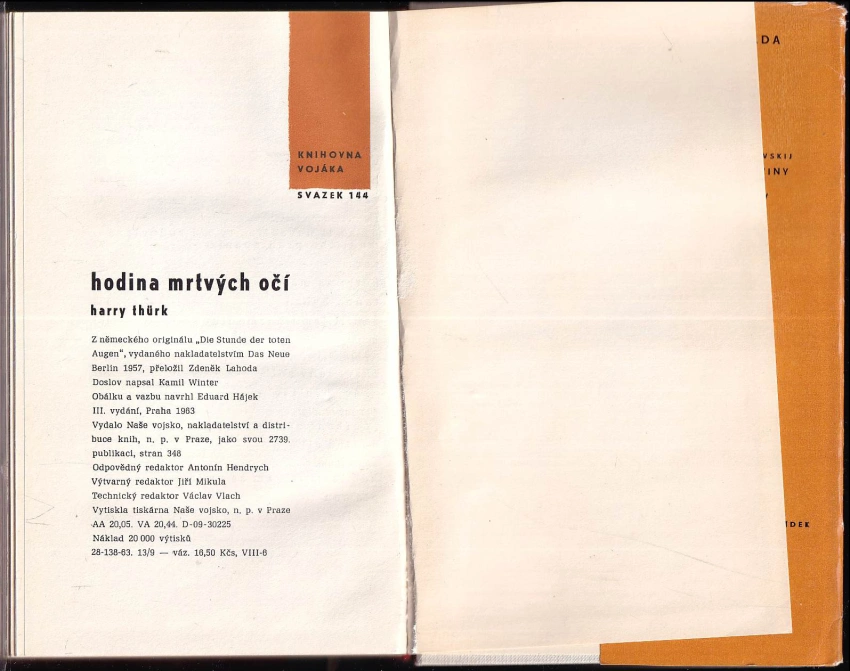 KNIHOVNA
VOJÁKA
SVAZEK 144
hodina mrtvých očí
harry thürk
Z německého originálu „Die Stunde der toten
Augen“, vydaného nakladatelstvím Das Neue
Berlin 1957, přeložil Zdeněk Lahoda
Doslov napsal Kamil Winter
Obálku a vazbu navrhl Eduard Hájek
III. vydání, Praha 1963
Vydalo Naše vojsko, nakladatelství a distri-
buce knih, n. p. v Praze, jako svou 2739.
publikaci, stran 348
Odpovědný redaktor Antonín Hendrych
Výtvarný redaktor Jiří Mikula
Technický redaktor Václav Vlach
Vytiskla tiskárna Naše vojsko, n. p. v Praze
AA 20,05. VA 20,44. D-09-30225
Náklad 20 000 výtisků
28-138-63. 13/9 — váz. 16,50 Kčs, VIII-6
DA
VSKIJ
INY
IDEK